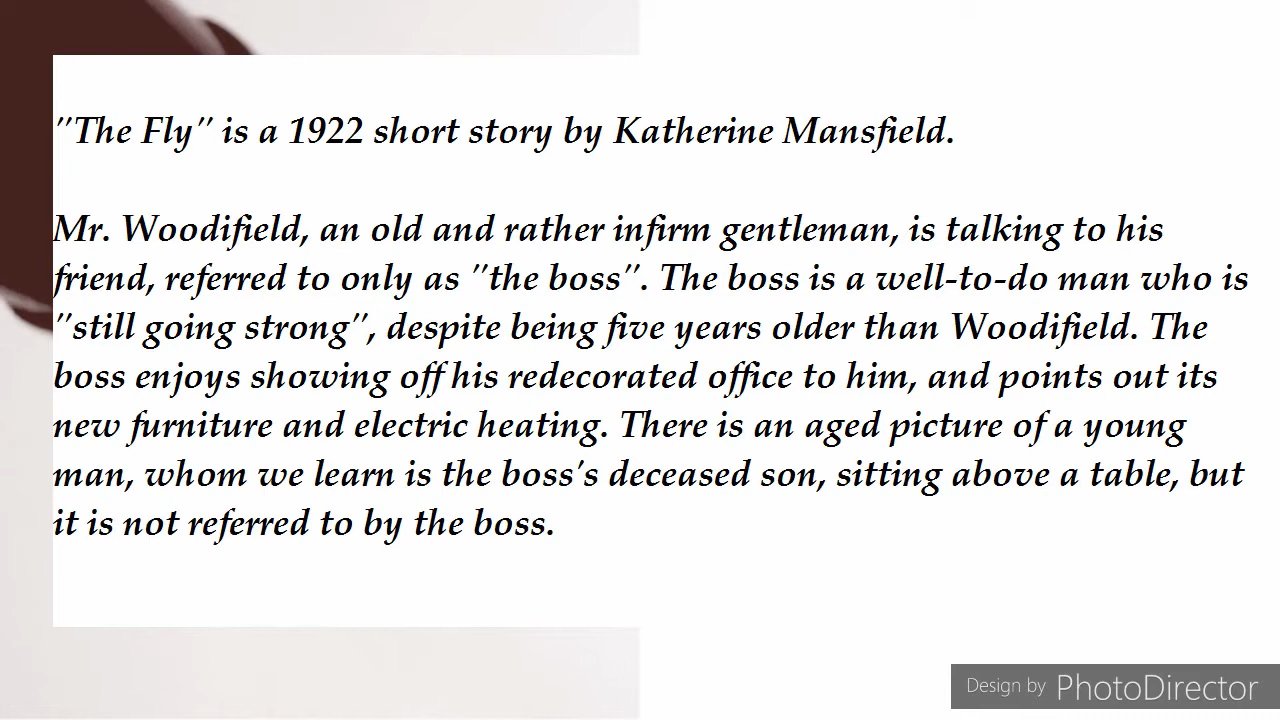 "The Fly" is a 1922 short story by Katherine Mansfield.
Mr. Woodifield, an old and rather infirm gentleman, is talking to his
friend, referred to only as "the boss". The boss is a well-to-do man who is
"still going strong", despite being five years older than Woodifield. The
boss enjoys showing off his redecorated office to him, and points out its
new furniture and electric heating. There is an aged picture of a young
man, whom we learn is the boss's deceased son, sitting above a table, but
it is not referred to by the boss.
Design by PhotoDirector